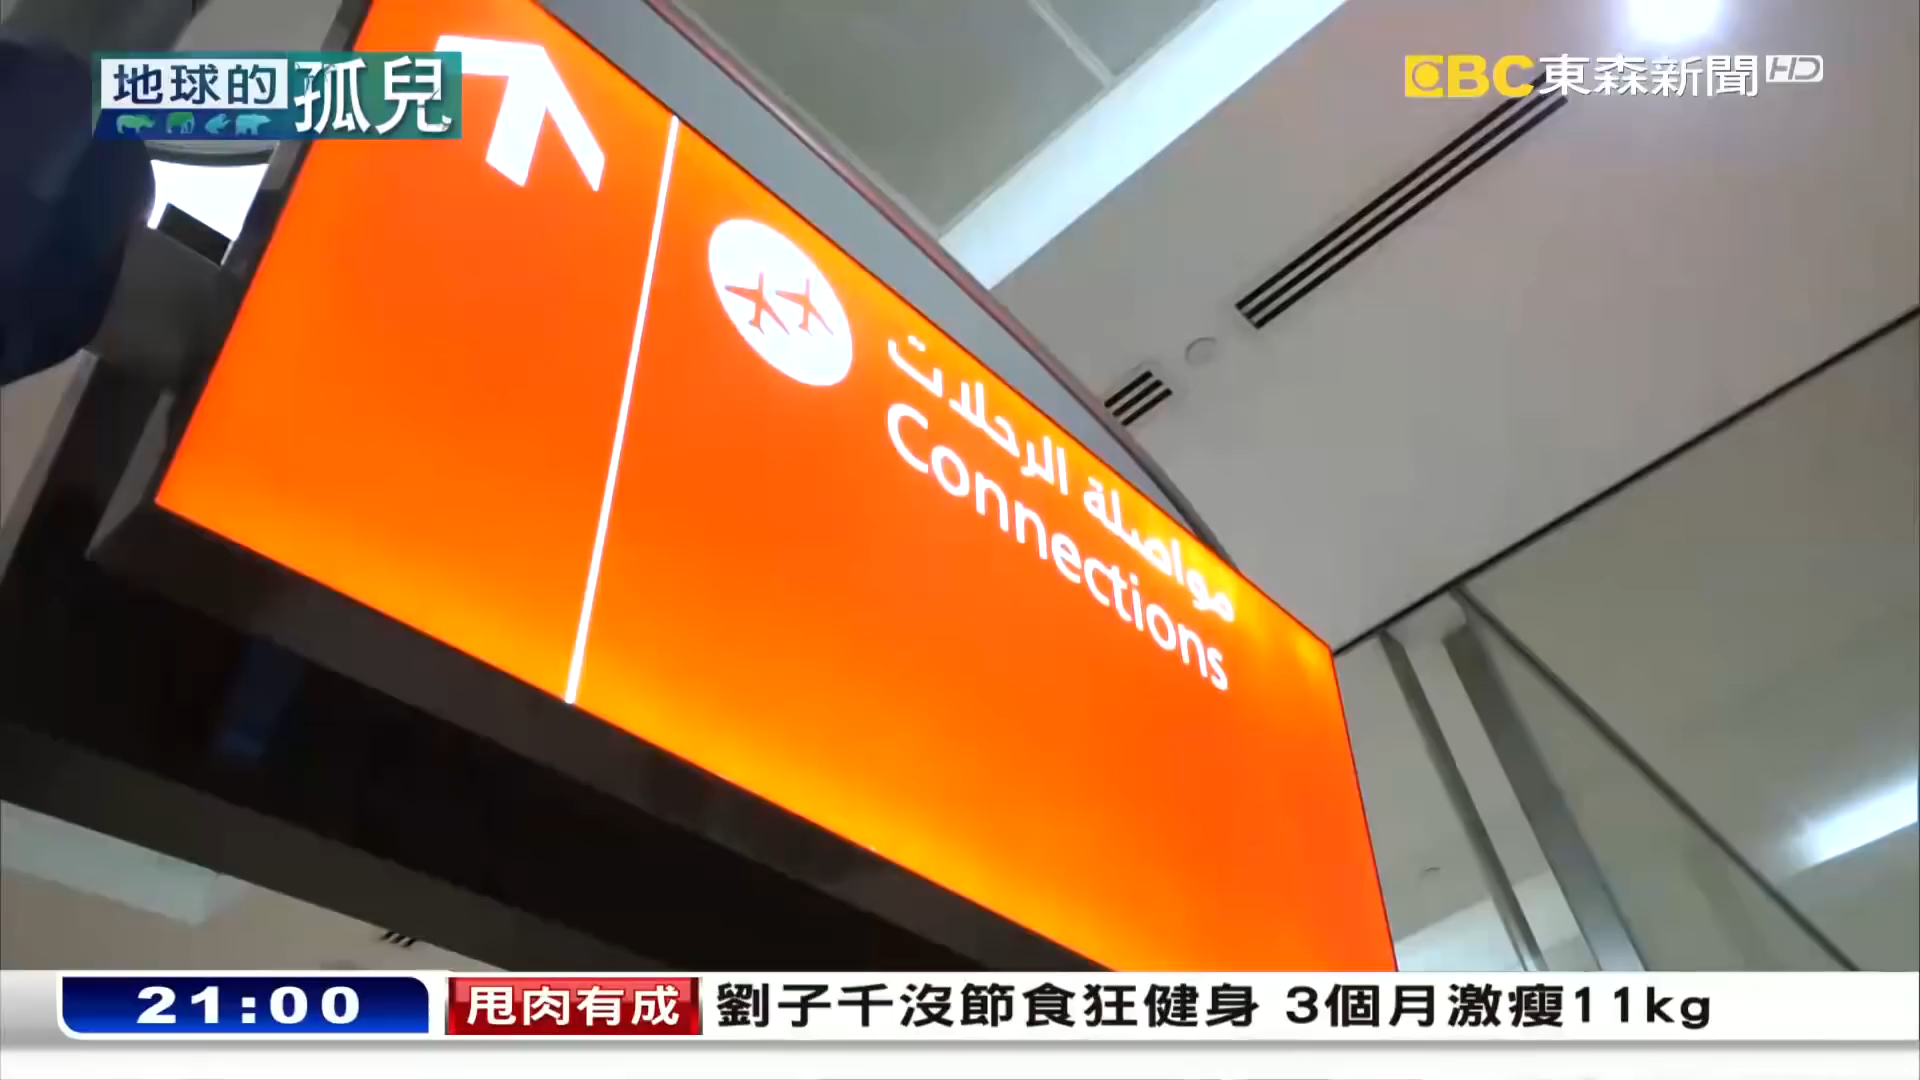 地球的孤兒
EBC東森新聞HD
مواصلة الرحلات
Connections
21:00
甩肉有成
劉子千沒節食狂健身 3個月激瘦11kg